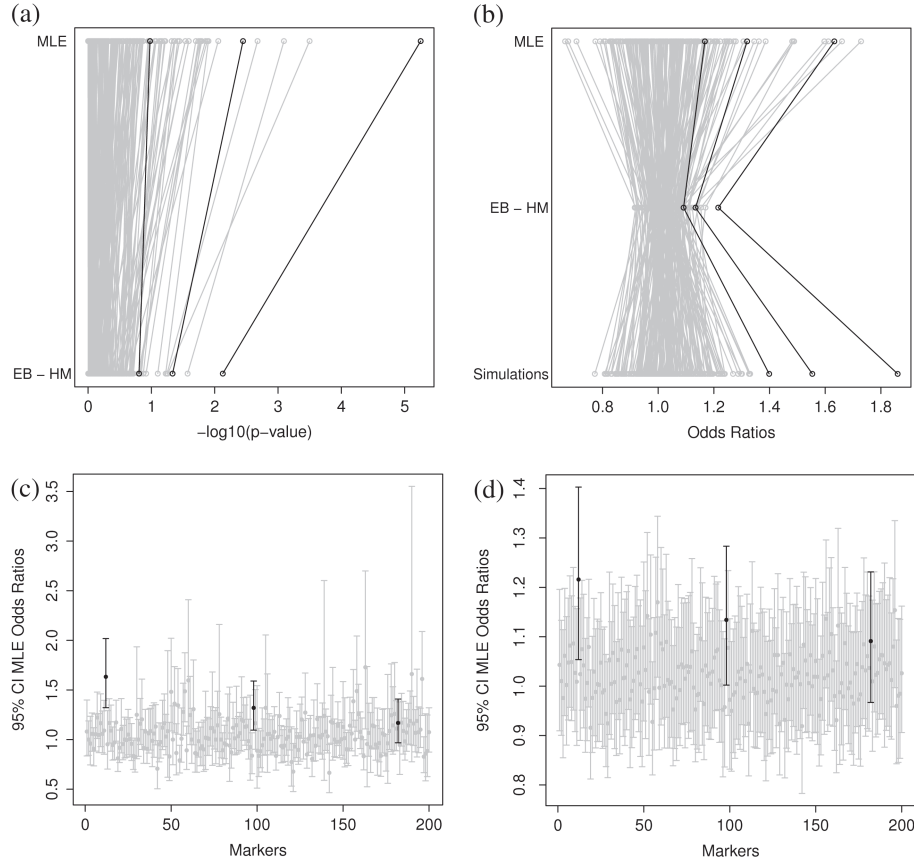 (a)
MLE
EB – HM
0 1 2 3 4 5
–log10(p–value)
(b)
MLE
EB – HM
Simulations
0.8 1.0 1.2 1.4 1.6 1.8
Odds Ratios
(c)
95% CI MLE Odds Ratios
3.5
3.0
2.5
2.0
1.5
1.0
0.5
0 50 100 150 200
Markers
(d)
95% CI MLE Odds Ratios
1.4
1.3
1.2
1.1
1.0
0.9
0.8
0 50 100 150 200
Markers